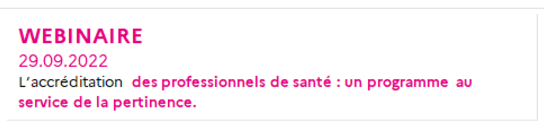 WEBINAIRE
29.09.2022
L'accréditation des professionnels de santé : un programme au
service de la pertinence.